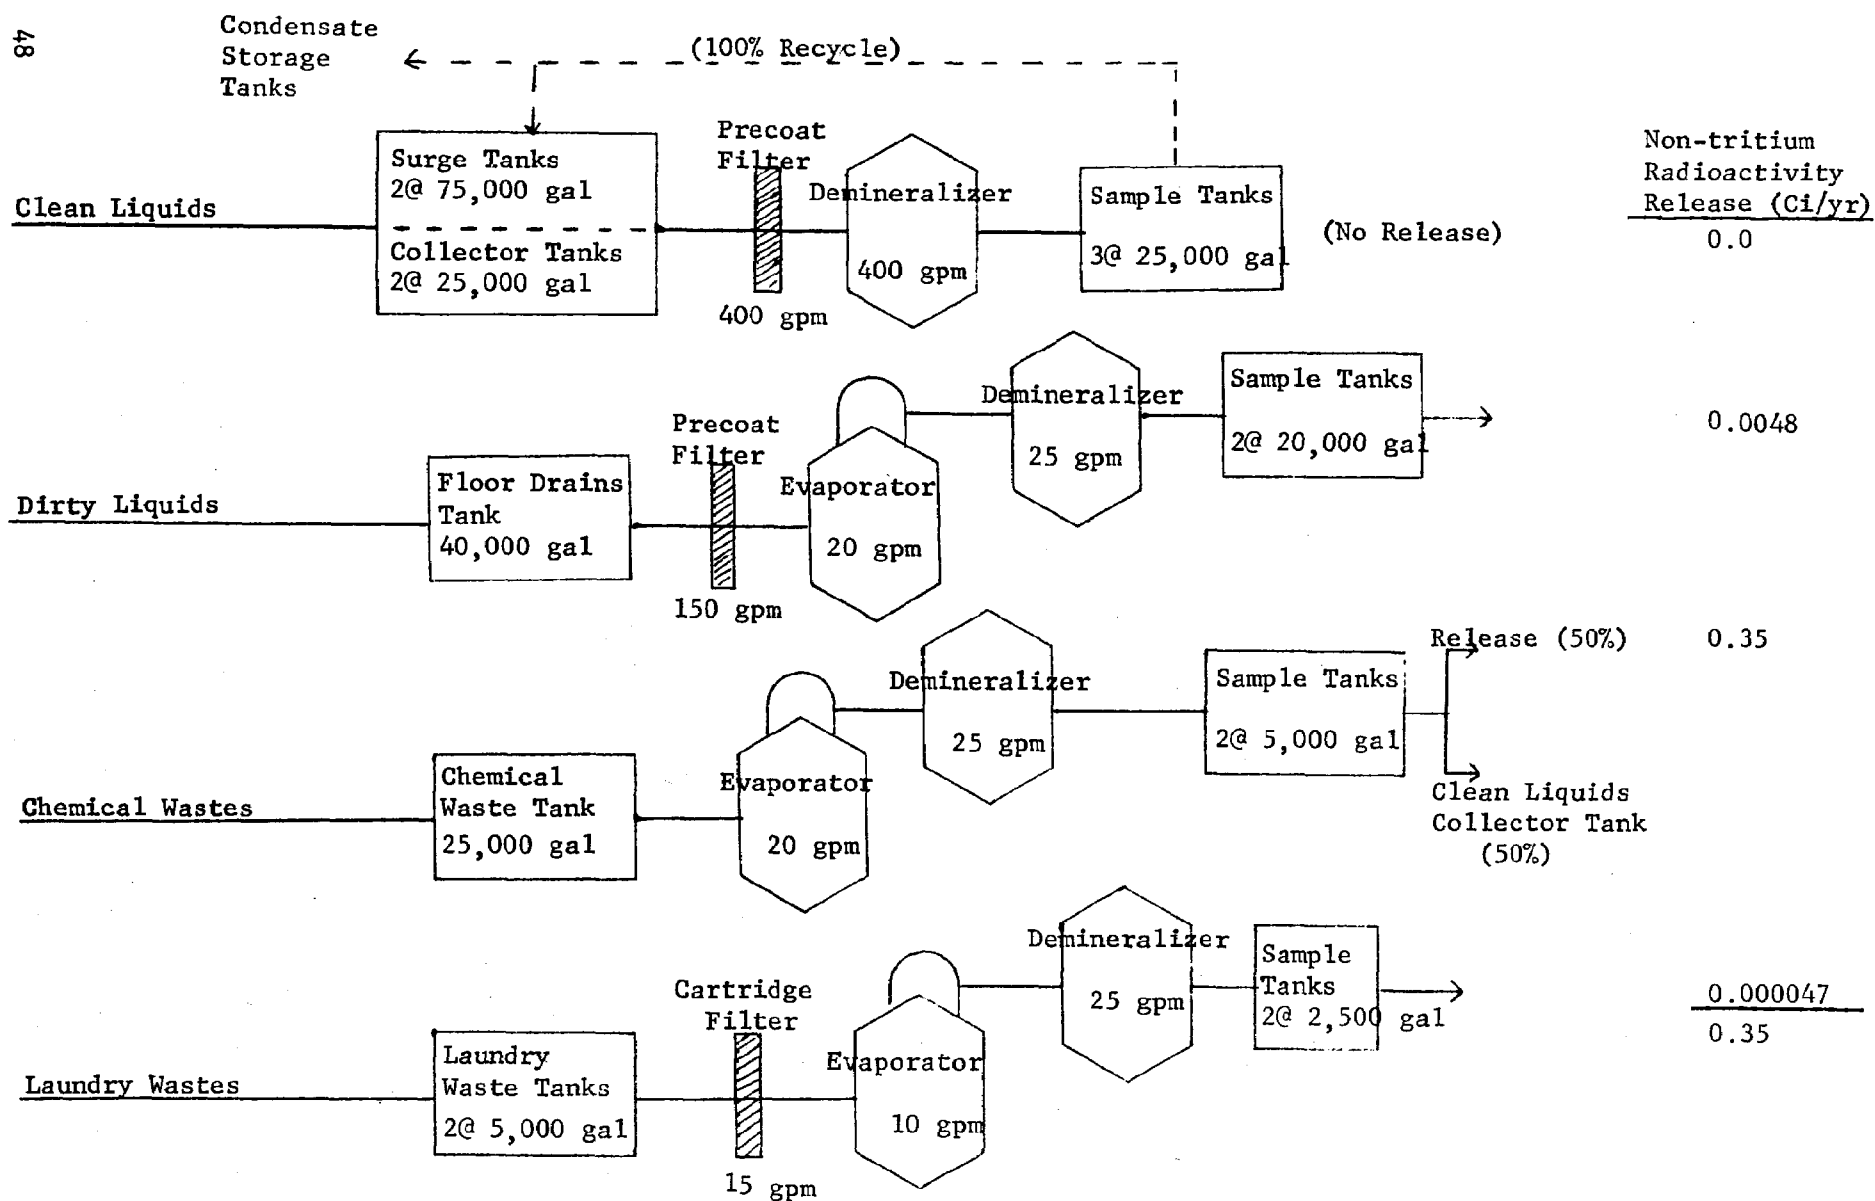 48
Condensate
Storage
Tanks
(100% Recycle)
Non-tritium
Radioactivity
Release (Ci/yr)
Clean Liquids
Surge Tanks
2@ 75,000 gal
Collector Tanks
2@ 25,000 gal
Precoat
Filter
400 gpm
Demineralizer
400 gpm
Sample Tanks
3@ 25,000 gal
(No Release)
0.0
Dirty Liquids
Floor Drains
Tank
40,000 gal
Precoat
Filter
150 gpm
Evaporator
20 gpm
Demineralizer
25 gpm
Sample Tanks
2@ 20,000 gal
0.0048
Chemical Wastes
Chemical
Waste Tank
25,000 gal
Evaporator
20 gpm
Demineralizer
25 gpm
Sample Tanks
2@ 5,000 gal
Release (50%)
0.35
Clean Liquids
Collector Tank
(50%)
Laundry Wastes
Laundry
Waste Tanks
2@ 5,000 gal
Cartridge
Filter
15 gpm
Evaporator
10 gpm
Demineralizer
25 gpm
Sample
Tanks
2@ 2,500 gal
0.000047
0.35